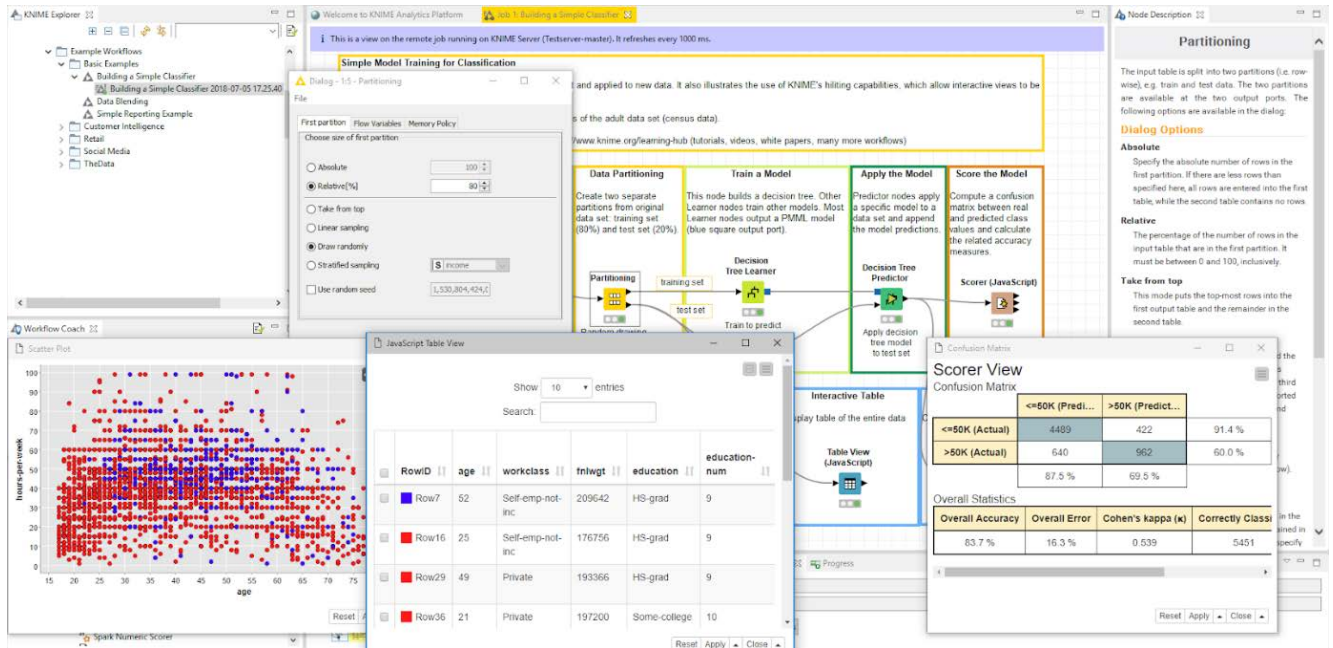 KNIME Explorer
Example Workflows
Basic Examples
Building a Simple Classifier
Building a Simple Classifier 2018-07-05 17.25.40
Data Blending
Simple Reporting Example
Customer Intelligence
Retail
Social Media
TheData
Welcome to KNIME Analytics Platform
Job 1: Building a Simple Classifier
This is a view on the remote job running on KNIME Server (Testserver-master). It refreshes every 1000 ms.
Simple Model Training for Classification
t and applied to new data. It also illustrates the use of KNIME's hiliting capabilities, which allow interactive views to be
s of the adult data set (census data).
/www.knime.org/learning-hub (tutorials, videos, white papers, many more workflows)
Dialog - 1:5 - Partitioning
File
First partition Flow Variables Memory Policy
Choose size of first partition
Absolute 100
Relative[%] 80
Take from top
Linear sampling
Draw randomly
Stratified sampling S income
Use random seed 1,530,804,424,0
Data Partitioning
Create two separate
partitions from original
data set: training set
(80%) and test set (20%).
Partitioning
Random drawing
training set
test set
Train a Model
This node builds a decision tree. Other
Learner nodes train other models. Most
Learner nodes output a PMML model
(blue square output port).
Decision
Tree Learner
Train to predict
Apply the Model
Predictor nodes apply
a specific model to a
data set and append
the model predictions.
Decision Tree
Predictor
Apply decision
tree model
to test set
Score the Model
Compute a confusion
matrix between real
and predicted class
values and calculate
the related accuracy
measures.
Scorer (JavaScript)
Interactive Table
splay table of the entire data
Table View
(JavaScript)
Node Description
Partitioning
The input table is split into two partitions (i.e. row-
wise), e.g. train and test data. The two partitions
are available at the two output ports. The
following options are available in the dialog:
Dialog Options
Absolute
Specify the absolute number of rows in the
first partition. If there are less rows than
specified here, all rows are entered into the first
table, while the second table contains no rows.
Relative
The percentage of the number of rows in the
input table that are in the first partition. It
must be between 0 and 100, inclusively.
Take from top
This mode puts the top-most rows into the
first output table and the remainder in the
second table.
Workflow Coach
Scatter Plot
hours-per-week
100
90
80
70
60
50
40
30
20
10
0
15 20 25 30 35 40 45 50 55 60 65 70 75
age
Reset
Spark Numeric Scorer
JavaScript Table View
Show 10 entries
Search:
RowID age workclass fnlwgt education education-num
Row7 52 Self-emp-not-inc 209642 HS-grad 9
Row16 25 Self-emp-not-inc 176756 HS-grad 9
Row29 49 Private 193366 HS-grad 9
Row36 21 Private 197200 Some-college 10
Reset Apply Close
Progress
Confusion Matrix
Scorer View
Confusion Matrix
<=50K (Predi... >50K (Predict...
<=50K (Actual) 4489 422 91.4 %
>50K (Actual) 640 962 60.0 %
87.5 % 69.5 %
Overall Statistics
Overall Accuracy Overall Error Cohen's kappa (κ) Correctly Classi
83.7 % 16.3 % 0.539 5451
Reset Apply Close